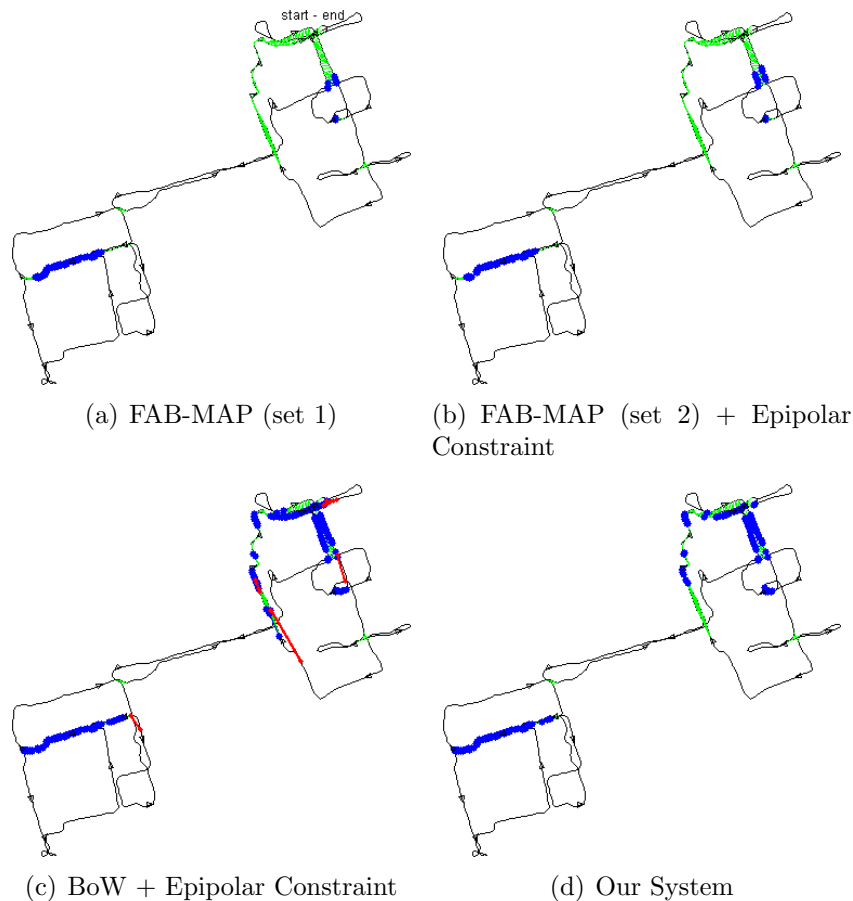 start - end
(a) FAB-MAP (set 1)
(b) FAB-MAP (set 2) + Epipolar
Constraint
(c) BoW + Epipolar Constraint
(d) Our System